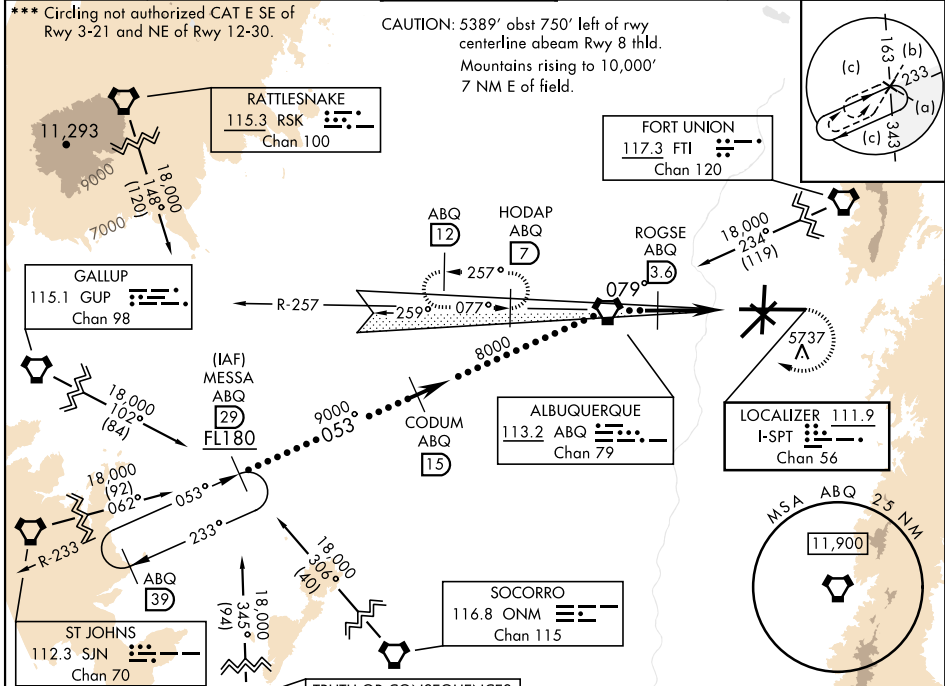 *** Circling not authorized CAT E SE of
Rwy 3-21 and NE of Rwy 12-30.
CAUTION: 5389' obst 750' left of rwy
centerline abeam Rwy 8 thld.
Mountains rising to 10,000'
7 NM E of field.
163
(b)
(c)
233
(a)
(c)
343
RATTLESNAKE
115.3 RSK
Chan 100
11,293
9000
7000
18,000
148°
(120)
FORT UNION
117.3 FTI
Chan 120
18,000
234°
(119)
ABQ
12
HODAP
ABQ
7
ROGSE
ABQ
3.6
079°
257°
R-257
259°
077°
5737
GALLUP
115.1 GUP
Chan 98
18,000
102°
(84)
(IAF)
MESSA
ABQ
29
FL180
8000
9000
053°
CODUM
ABQ
15
ALBUQUERQUE
113.2 ABQ
Chan 79
LOCALIZER 111.9
I-SPT
Chan 56
18,000
(92)
062°
053°
233°
R-233
ABQ
39
18,000
345°
(94)
18,000
306°
(40)
SOCORRO
116.8 ONM
Chan 115
MSA ABQ 25 NM
11,900
ST JOHNS
112.3 SJN
Chan 70
TRUTH OR CONSEQUENCES